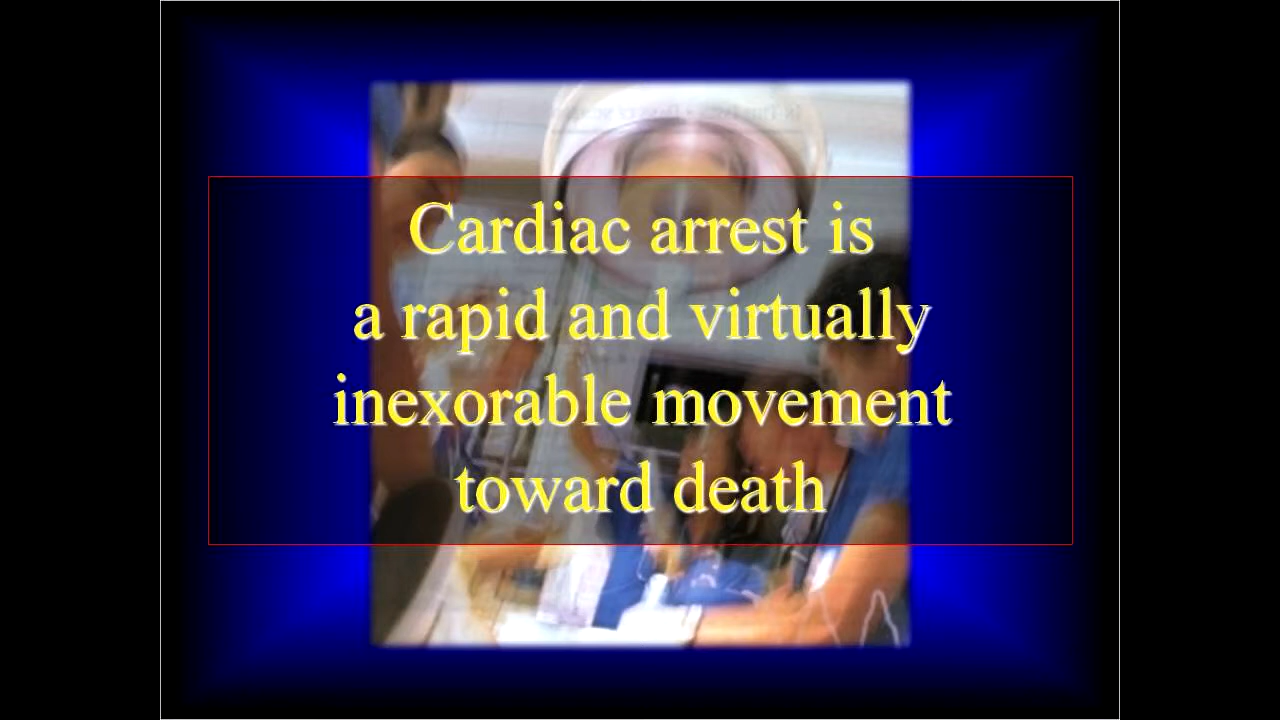 Cardiac arrest is
a rapid and virtually
inexorable movement
toward death